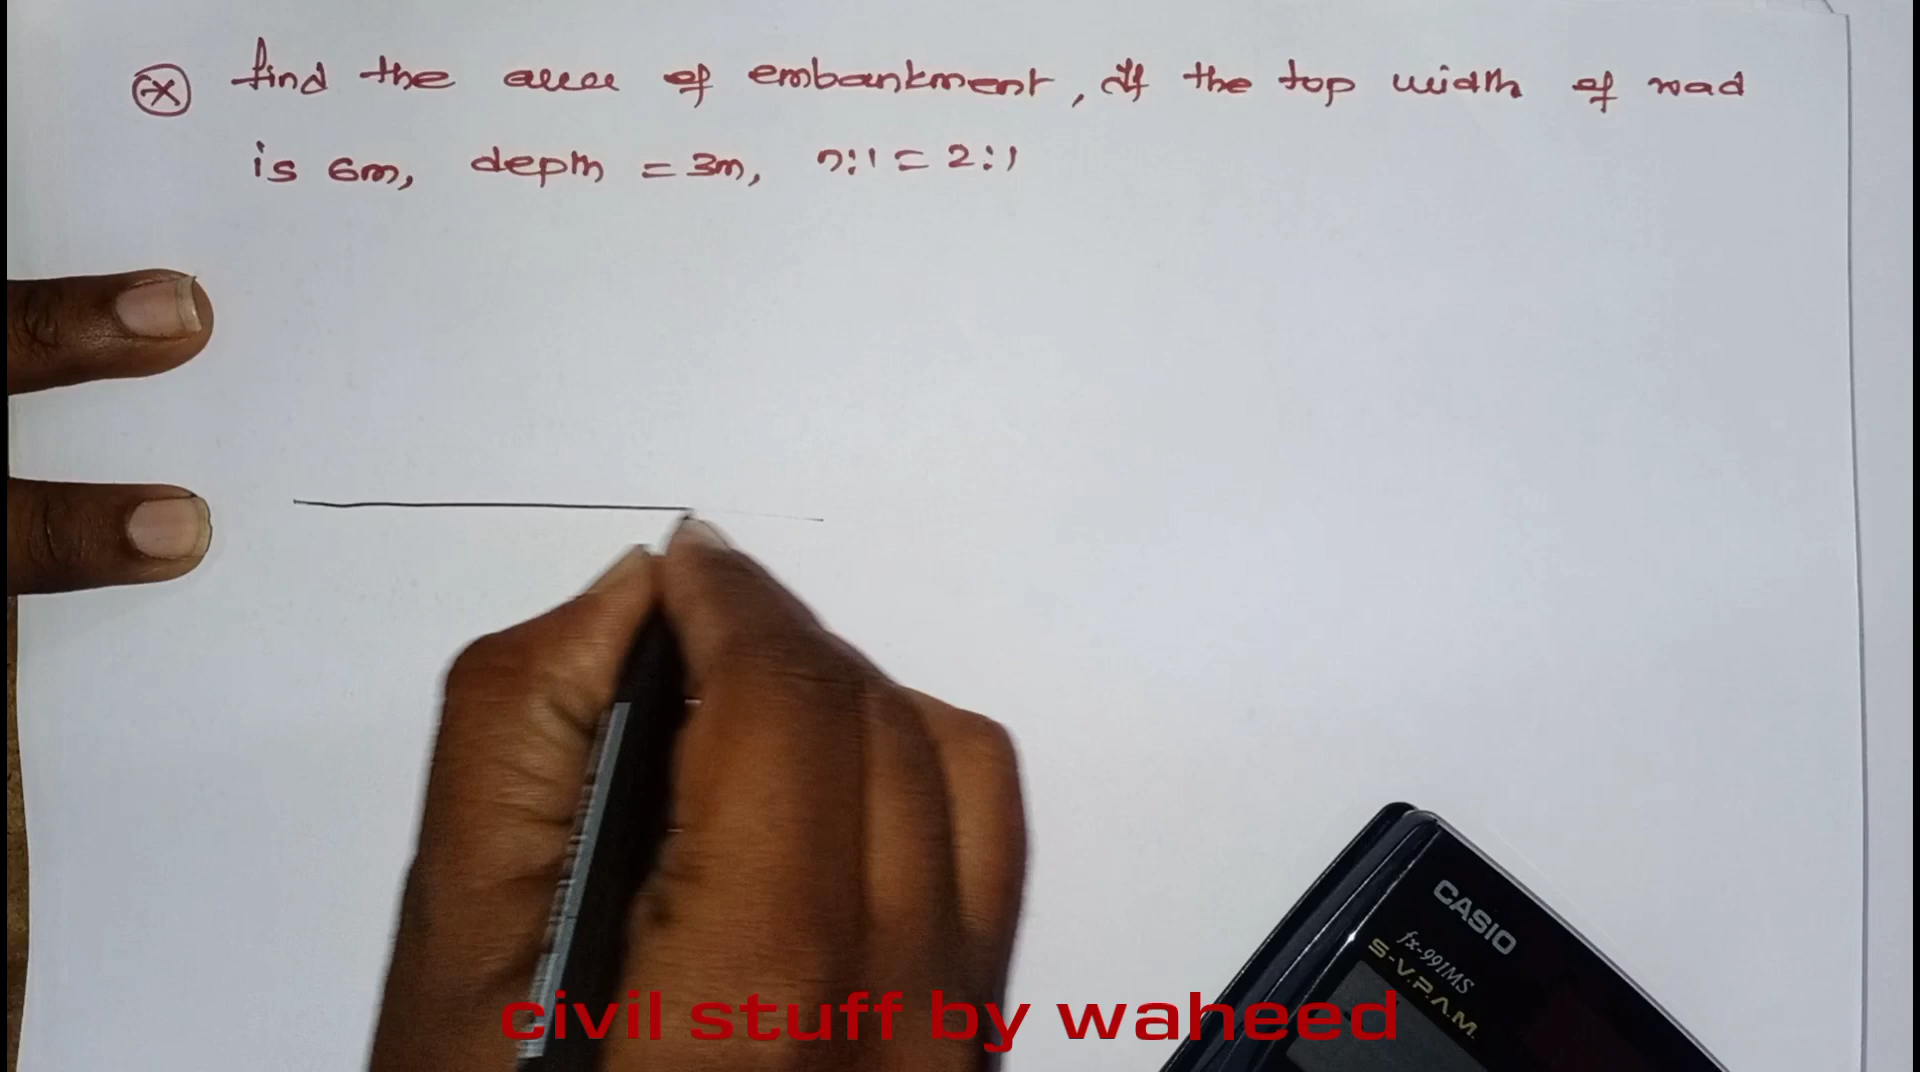 Ex find the area of embankment, if the top width of road
is 6m, depth = 3m, n:1 = 2:1
CASIO
fx-991MS
S-V.P.A.M.
civil stuff by waheed